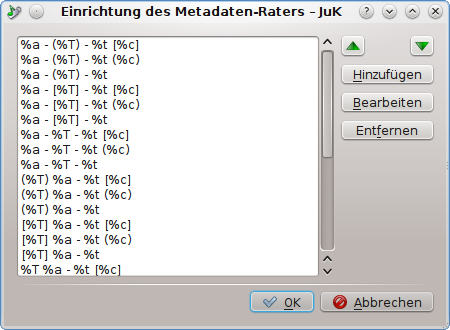 Einrichtung des Metadaten-Raters – JuK
%a - (%T) - %t [%c]
%a - (%T) - %t (%c)
%a - (%T) - %t
%a - [%T] - %t [%c]
%a - [%T] - %t (%c)
%a - [%T] - %t
%a - %T - %t [%c]
%a - %T - %t (%c)
%a - %T - %t
(%T) %a - %t [%c]
(%T) %a - %t (%c)
(%T) %a - %t
[%T] %a - %t [%c]
[%T] %a - %t (%c)
[%T] %a - %t
%T %a - %t [%c]
Hinzufügen
Bearbeiten
Entfernen
OK
Abbrechen